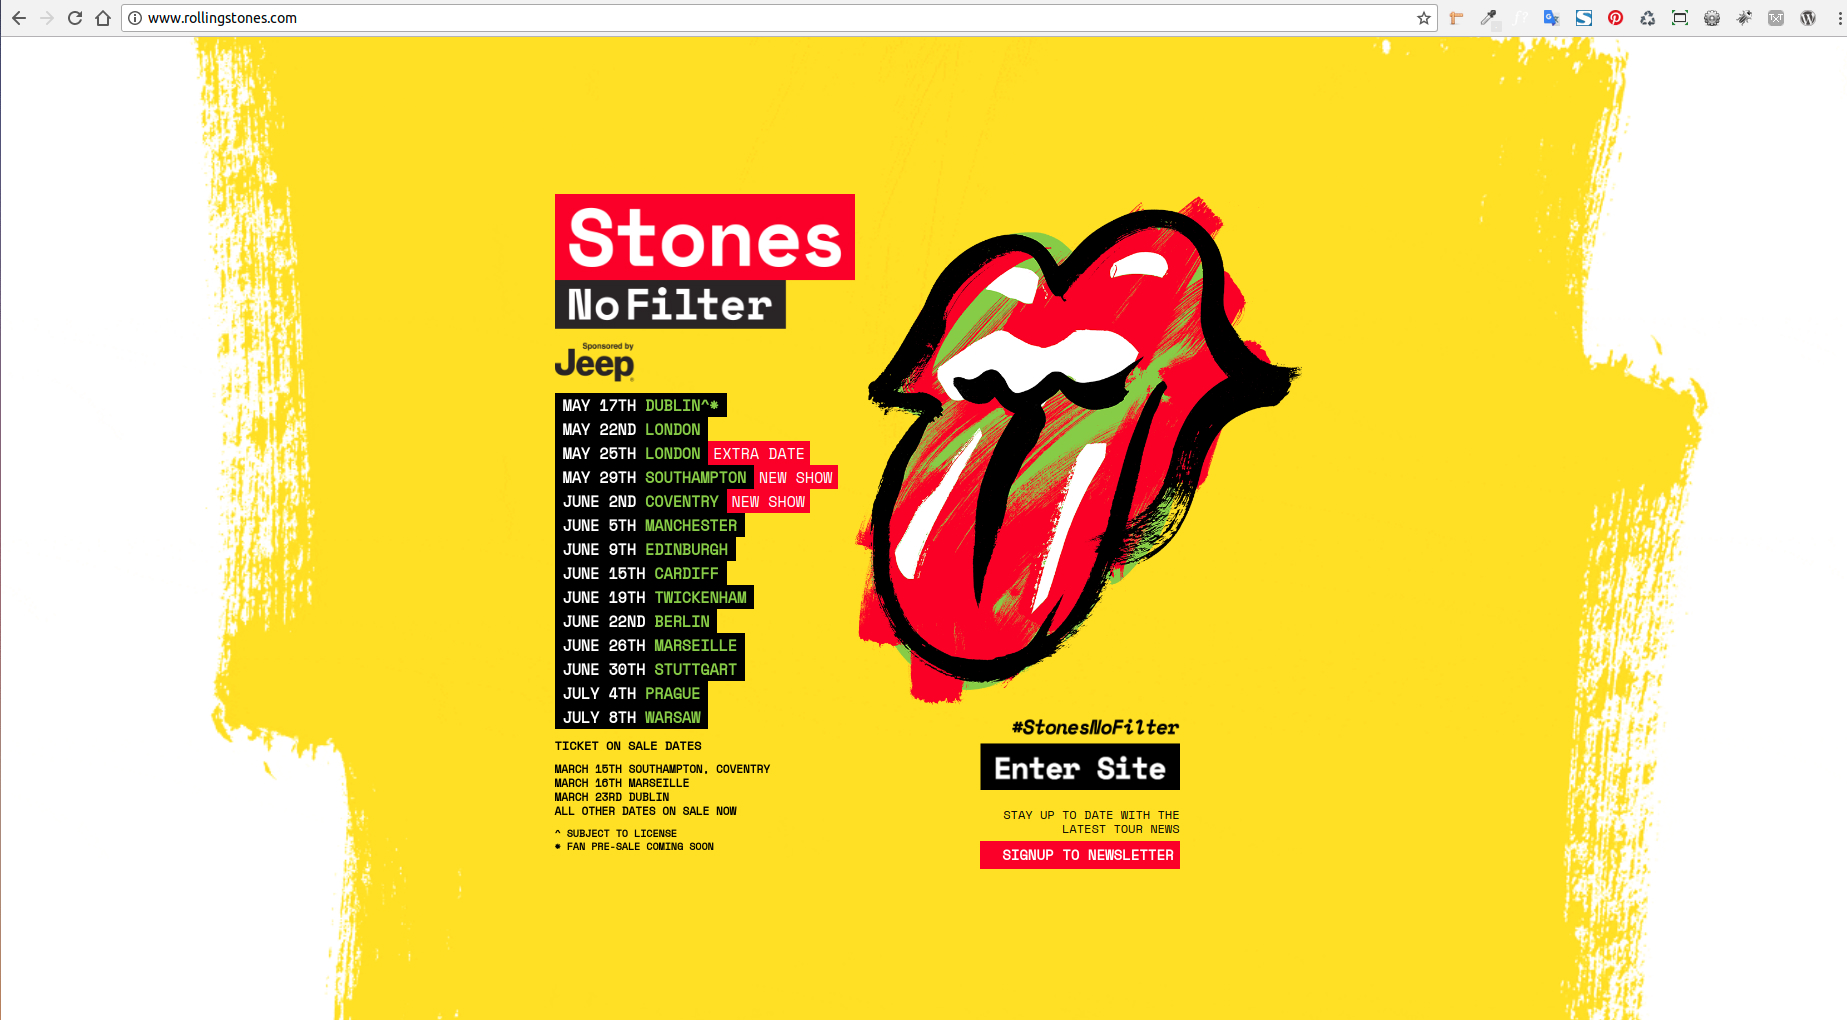 www.rollingstones.com
Stones
No Filter
Sponsored by
Jeep®
MAY 17TH DUBLIN^*
MAY 22ND LONDON
MAY 25TH LONDON EXTRA DATE
MAY 29TH SOUTHAMPTON NEW SHOW
JUNE 2ND COVENTRY NEW SHOW
JUNE 5TH MANCHESTER
JUNE 9TH EDINBURGH
JUNE 15TH CARDIFF
JUNE 19TH TWICKENHAM
JUNE 22ND BERLIN
JUNE 26TH MARSEILLE
JUNE 30TH STUTTGART
JULY 4TH PRAGUE
JULY 8TH WARSAW
TICKET ON SALE DATES
MARCH 15TH SOUTHAMPTON, COVENTRY
MARCH 16TH MARSEILLE
MARCH 23RD DUBLIN
ALL OTHER DATES ON SALE NOW
^ SUBJECT TO LICENSE
* FAN PRE-SALE COMING SOON
#StonesNoFilter
Enter Site
STAY UP TO DATE WITH THE
LATEST TOUR NEWS
SIGNUP TO NEWSLETTER